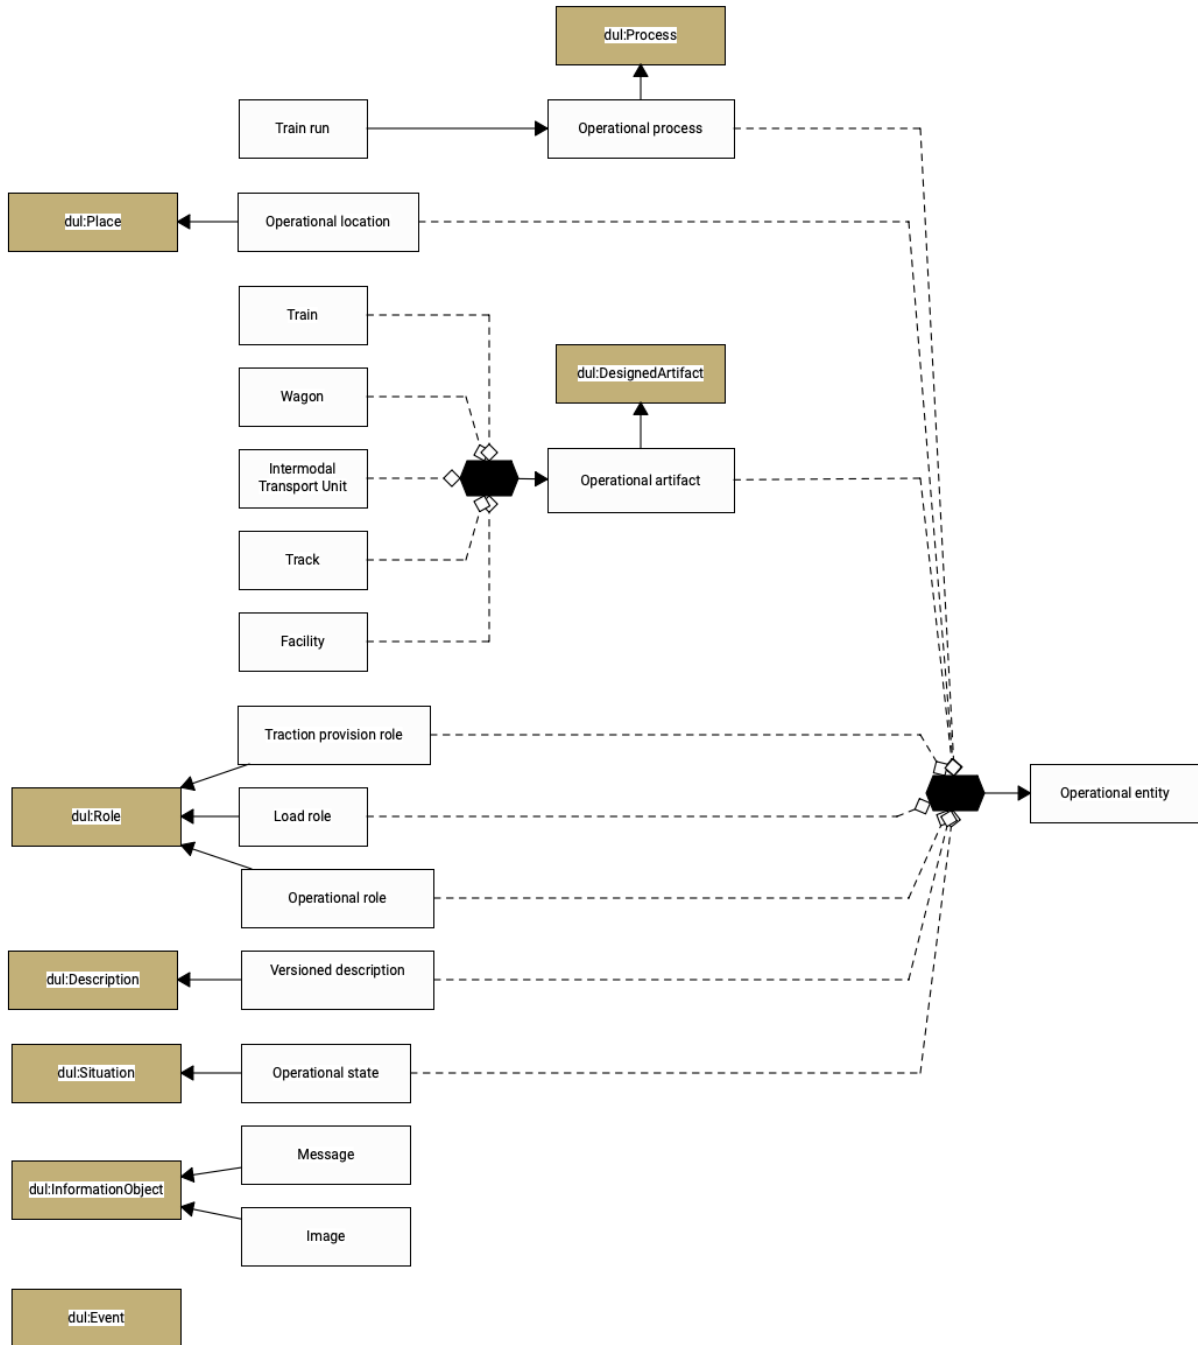 dul:Process
Train run
Operational process
dul:Place
Operational location
Train
dul:DesignedArtifact
Wagon
Intermodal
Transport Unit
Operational artifact
Track
Facility
Traction provision role
dul:Role
Load role
Operational entity
Operational role
dul:Description
Versioned description
dul:Situation
Operational state
Message
dul:InformationObject
Image
dul:Event